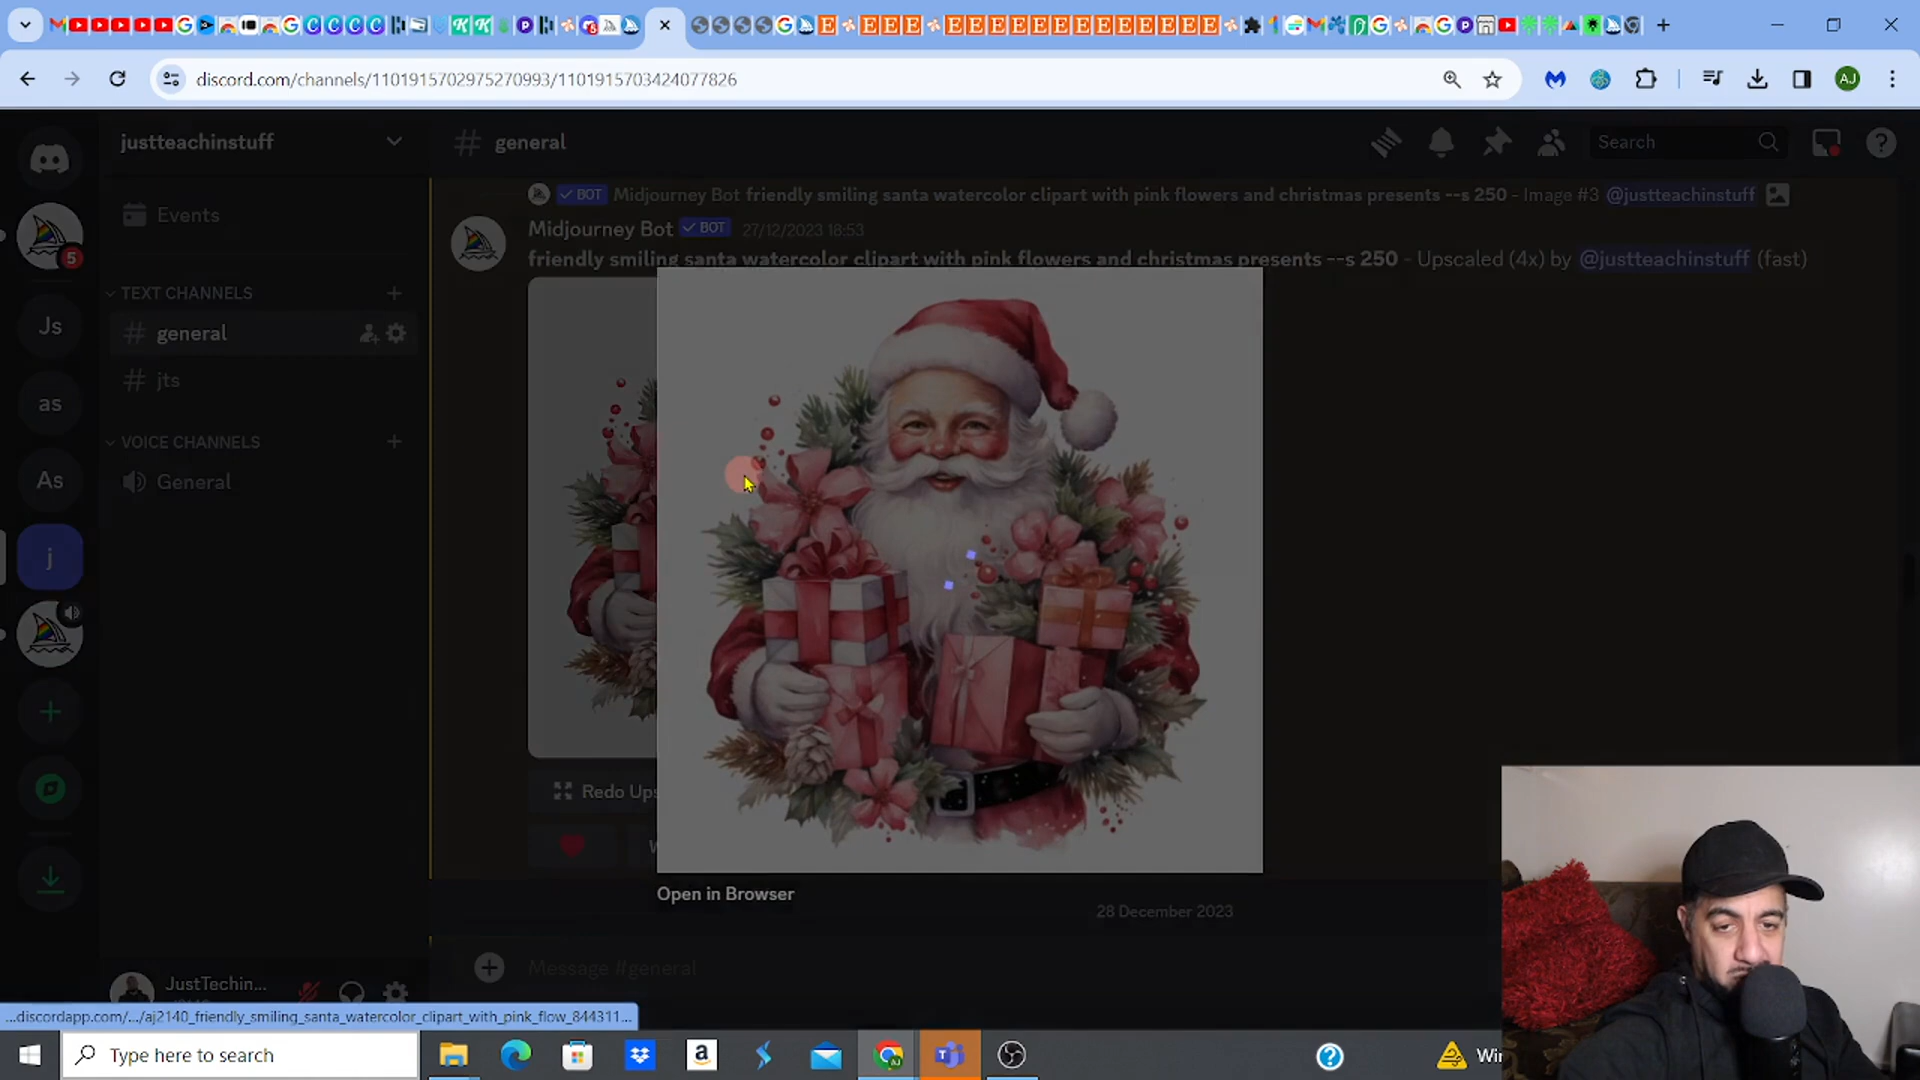 discord.com/channels/1101915702975270993/1101915703424077826
AJ
justteachinstuff
general
Search
BOT Midjourney Bot friendly smiling santa watercolor clipart with pink flowers and christmas presents --s 250 - Image #3 @justteachinstuff
Events
Midjourney Bot BOT 27/12/2023 18:53
friendly smiling santa watercolor clipart with pink flowers and christmas presents --s 250 - Upscaled (4x) by @justteachinstuff (fast)
5
TEXT CHANNELS
Js
general
jts
as
VOICE CHANNELS
As
General
j
Redo Ups
Open in Browser
28 December 2023
Message #general
JustTechin...
...discordapp.com/.../aj2140_friendly_smiling_santa_watercolor_clipart_with_pink_flow_844311...
Type here to search
Wir